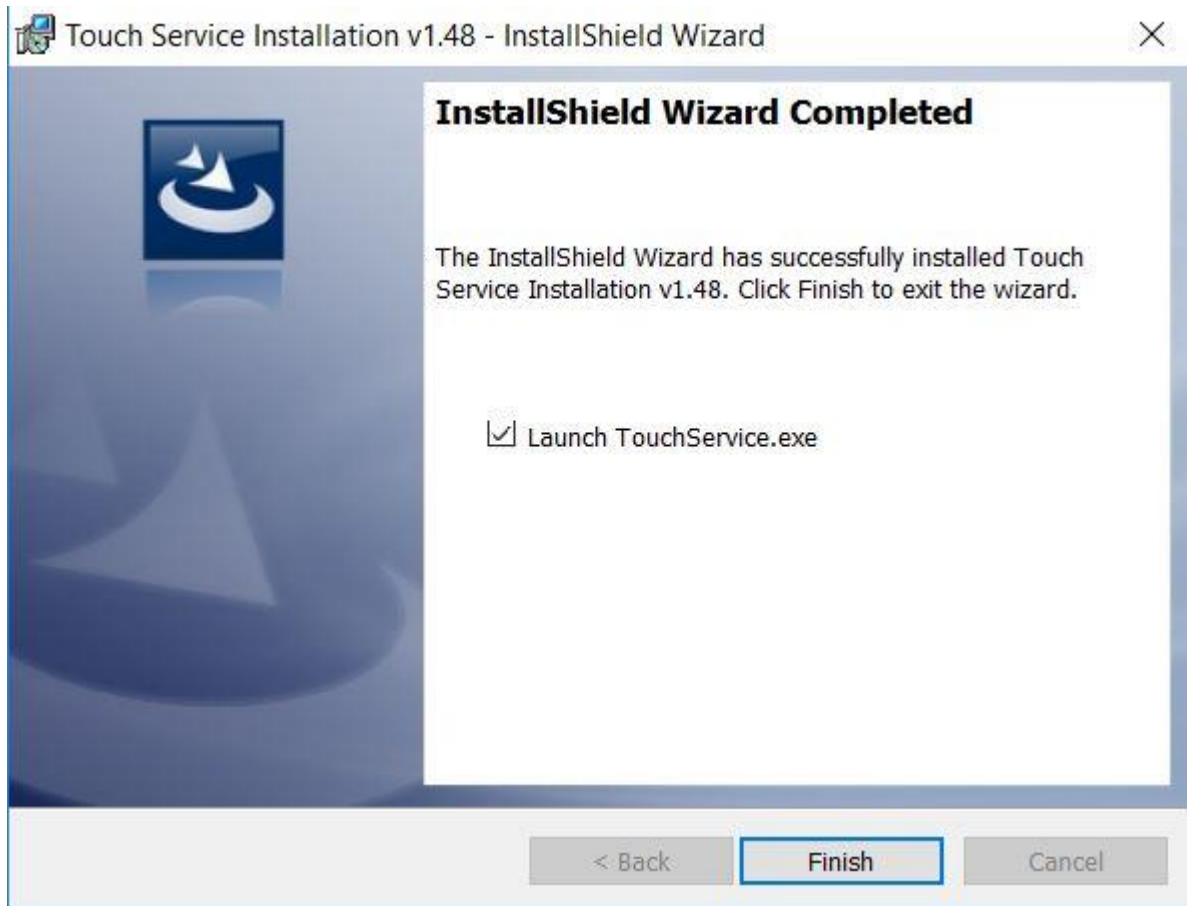 Touch Service Installation v1.48 - InstallShield Wizard
InstallShield Wizard Completed
The InstallShield Wizard has successfully installed Touch
Service Installation v1.48. Click Finish to exit the wizard.
Launch TouchService.exe
< Back
Finish
Cancel